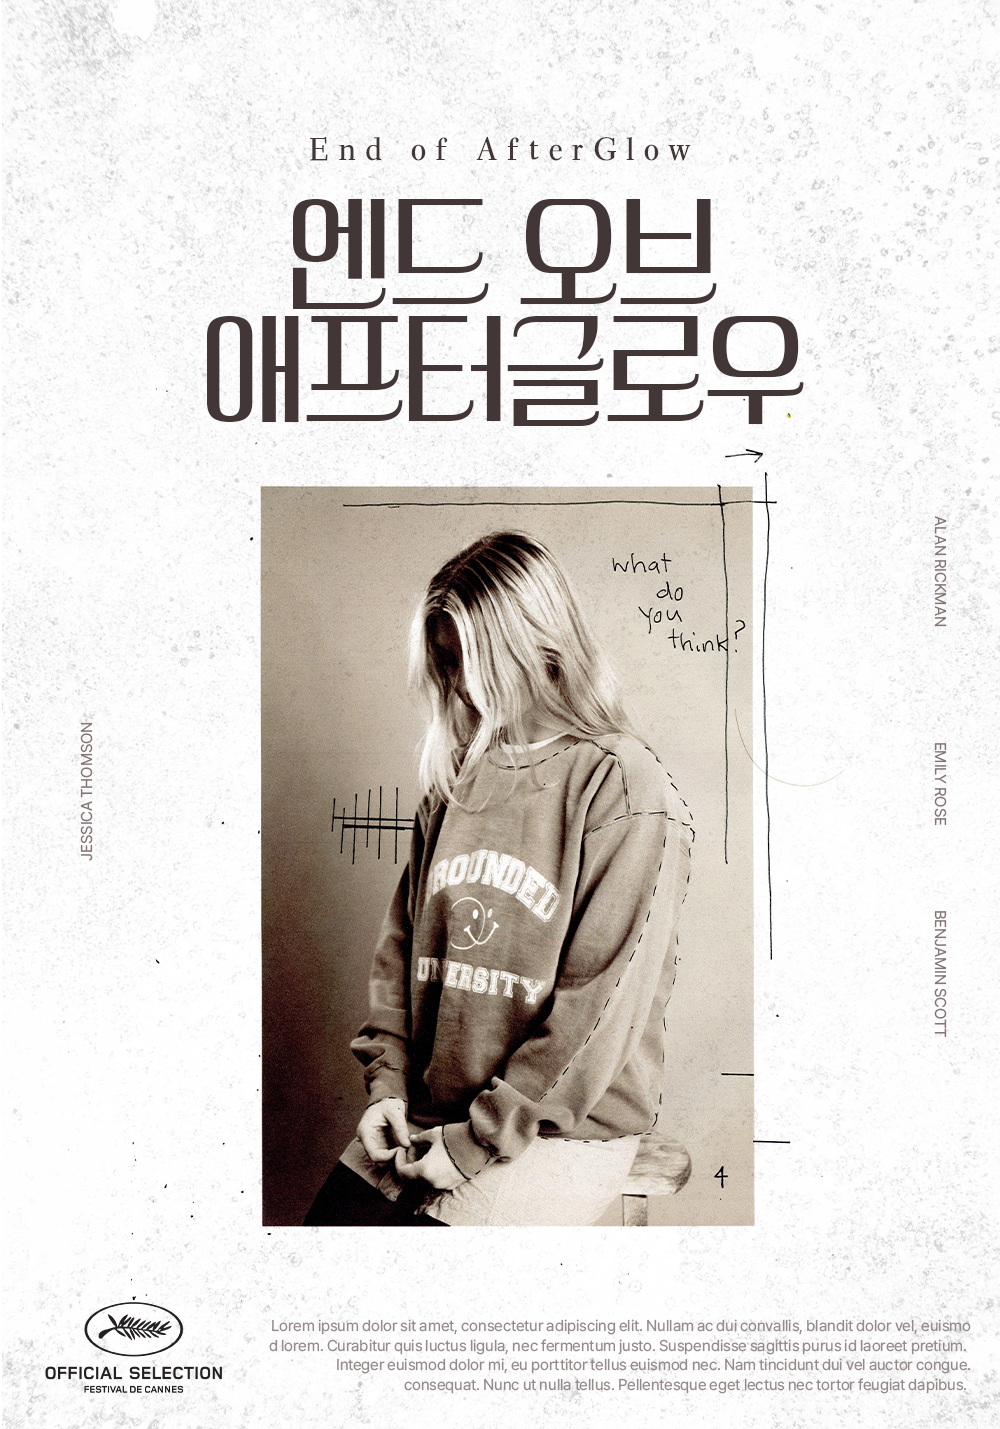 End of AfterGlow
엔드 오브
애프터글로우
what
do
you
think?
ALAN RICKMAN
JESSICA THOMSON
EMILY ROSE
ROUNDED
UNIVERSITY
BENJAMIN SCOTT
4
OFFICIAL SELECTION
FESTIVAL DE CANNES
Lorem ipsum dolor sit amet, consectetur adipiscing elit. Nullam ac dui convallis, blandit dolor vel, euismo
d lorem. Curabitur quis luctus ligula, nec fermentum justo. Suspendisse sagittis purus id laoreet pretium.
Integer euismod dolor mi, eu porttitor tellus euismod nec. Nam tincidunt dui vel auctor congue.
consequat. Nunc ut nulla tellus. Pellentesque eget lectus nec tortor feugiat dapibus.